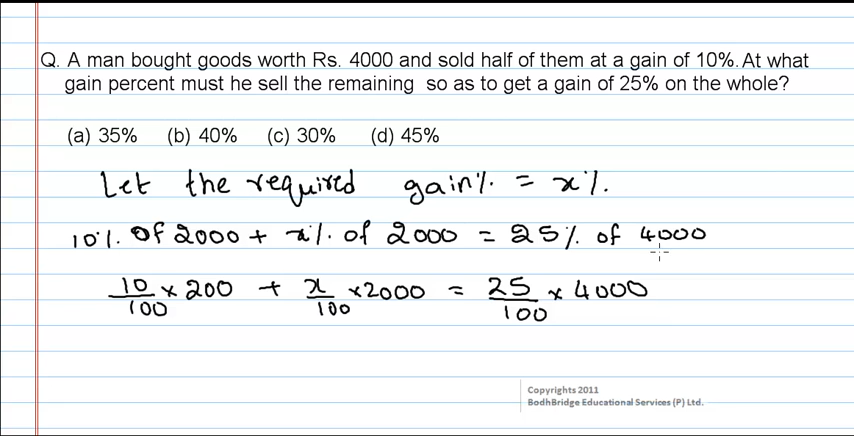 Q. A man bought goods worth Rs. 4000 and sold half of them at a gain of 10%. At what
gain percent must he sell the remaining so as to get a gain of 25% on the whole?
(a) 35% (b) 40% (c) 30% (d) 45%
Let the required gain% = x%.
10%. of 2000 + x%. of 2000 = 25% of 4000
10/100 × 200 + x/100 × 2000 = 25/100 × 4000
Copyrights 2011
BodhBridge Educational Services (P) Ltd.